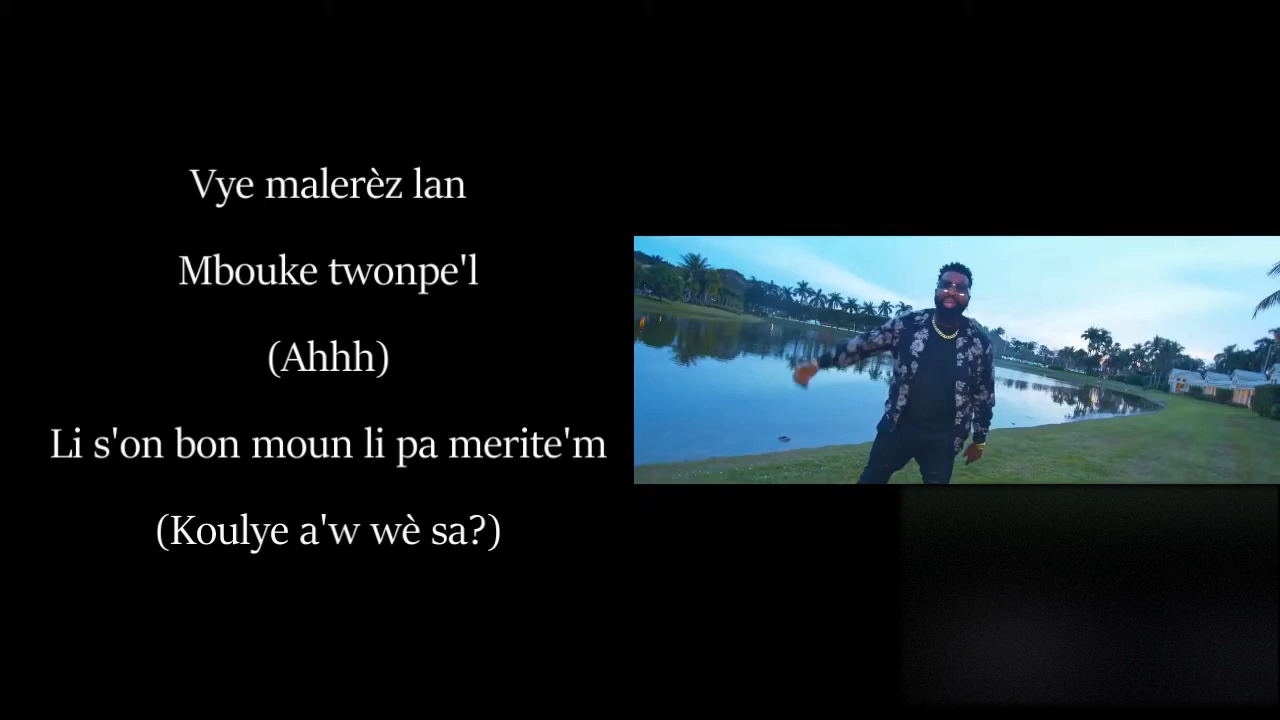 Vye malerèz lan
Mbouke twonpe'l
(Ahhh)
Li s'on bon moun li pa merite'm
(Koulye a'w wè sa?)